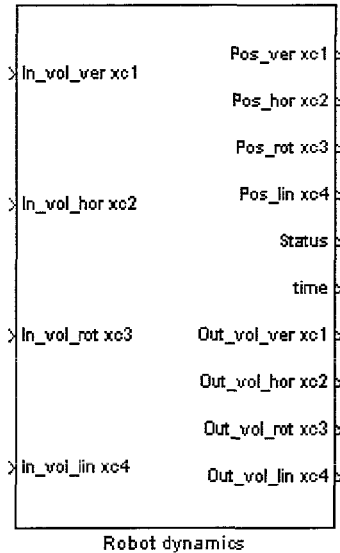 Pos_ver xc1
In_vol_ver xc1
Pos_hor xc2
Pos_rot xc3
Pos_lin xc4
In_vol_hor xc2
Status
time
In_vol_rot xc3
Out_vol_ver xc1
Out_vol_hor xc2
Out_vol_rot xc3
In_vol_lin xc4
Out_vol_lin xc4
Robot dynamics